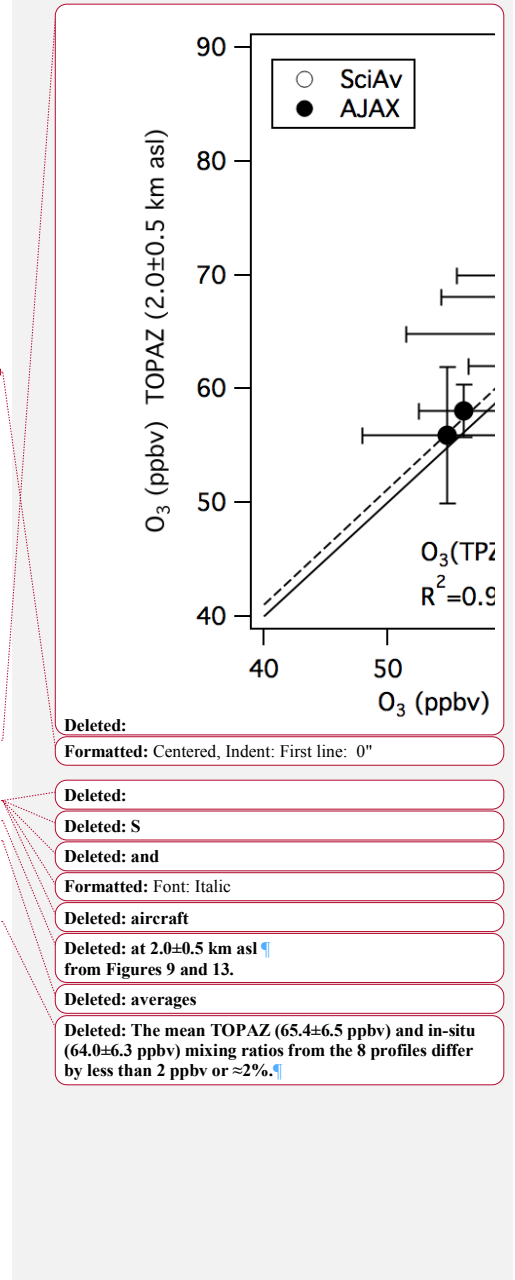 90
SciAv
AJAX
80
O3 (ppbv) TOPAZ (2.0±0.5 km asl)
70
60
50
O3(TPZ
R2=0.9
40
40 50
O3 (ppbv)
Deleted:
Formatted: Centered, Indent: First line: 0"
Deleted:
Deleted: S
Deleted: and
Formatted: Font: Italic
Deleted: aircraft
Deleted: at 2.0±0.5 km asl ¶
from Figures 9 and 13.
Deleted: averages
Deleted: The mean TOPAZ (65.4±6.5 ppbv) and in-situ
(64.0±6.3 ppbv) mixing ratios from the 8 profiles differ
by less than 2 ppbv or ≈2%.¶